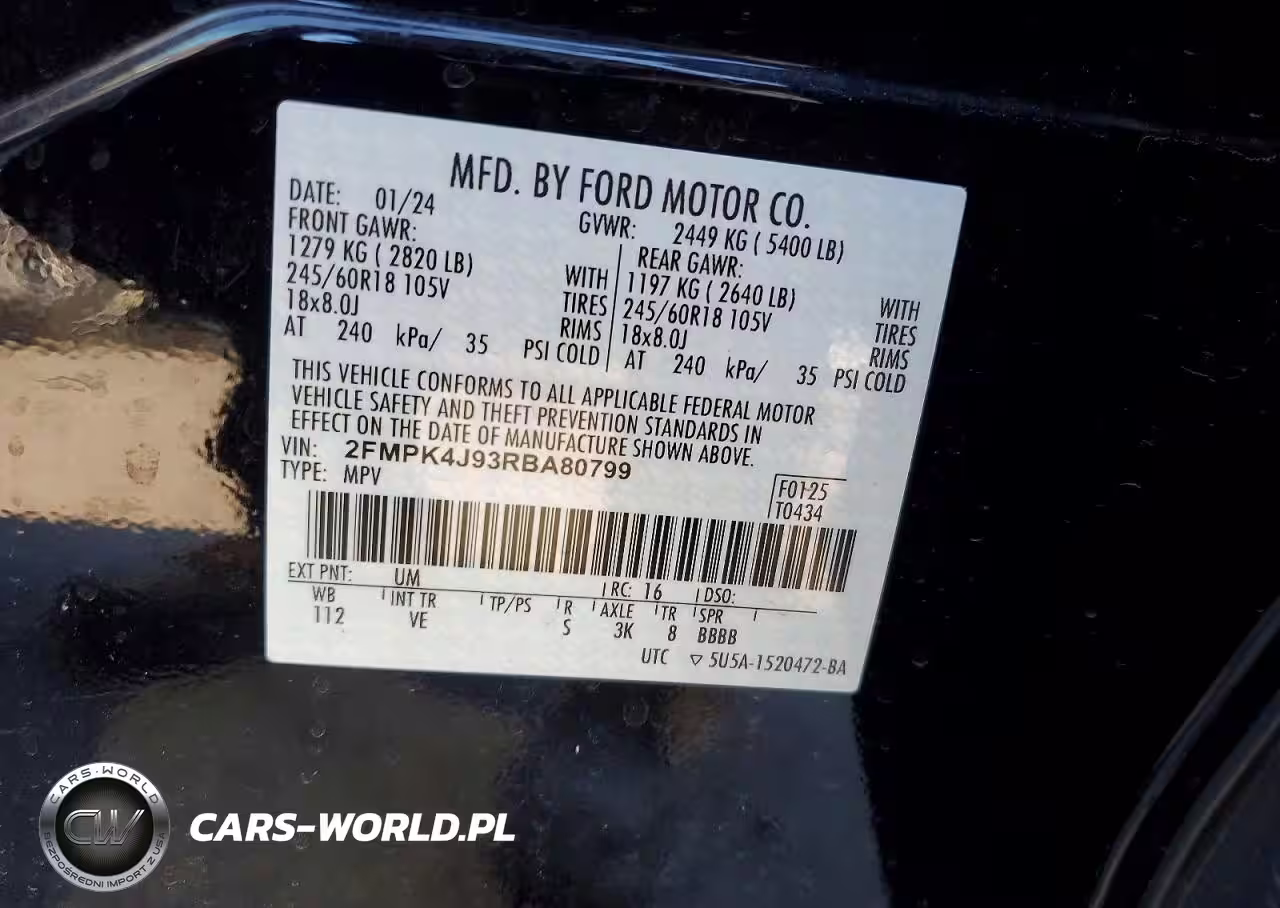 MFD. BY FORD MOTOR CO.
DATE: 01/24
GVWR: 2449 KG ( 5400 LB)
FRONT GAWR:
1279 KG ( 2820 LB) WITH
245/60R18 105V TIRES
18x8.0J RIMS
AT 240 kPa/ 35 PSI COLD
REAR GAWR:
1197 KG ( 2640 LB) WITH
245/60R18 105V TIRES
18x8.0J RIMS
AT 240 kPa/ 35 PSI COLD
THIS VEHICLE CONFORMS TO ALL APPLICABLE FEDERAL MOTOR
VEHICLE SAFETY AND THEFT PREVENTION STANDARDS IN
EFFECT ON THE DATE OF MANUFACTURE SHOWN ABOVE.
VIN: 2FMPK4J93RBA80799
TYPE: MPV
F0125
T0434
EXT PNT: UM RC: 16 DSO:
WB INT TR TP/PS R AXLE TR SPR
112 VE S 3K 8 BBBB
UTC ▽ 5U5A-1520472-BA
CARS-WORLD
CW
BEZPOŚREDNI IMPORT Z USA
CARS-WORLD.PL